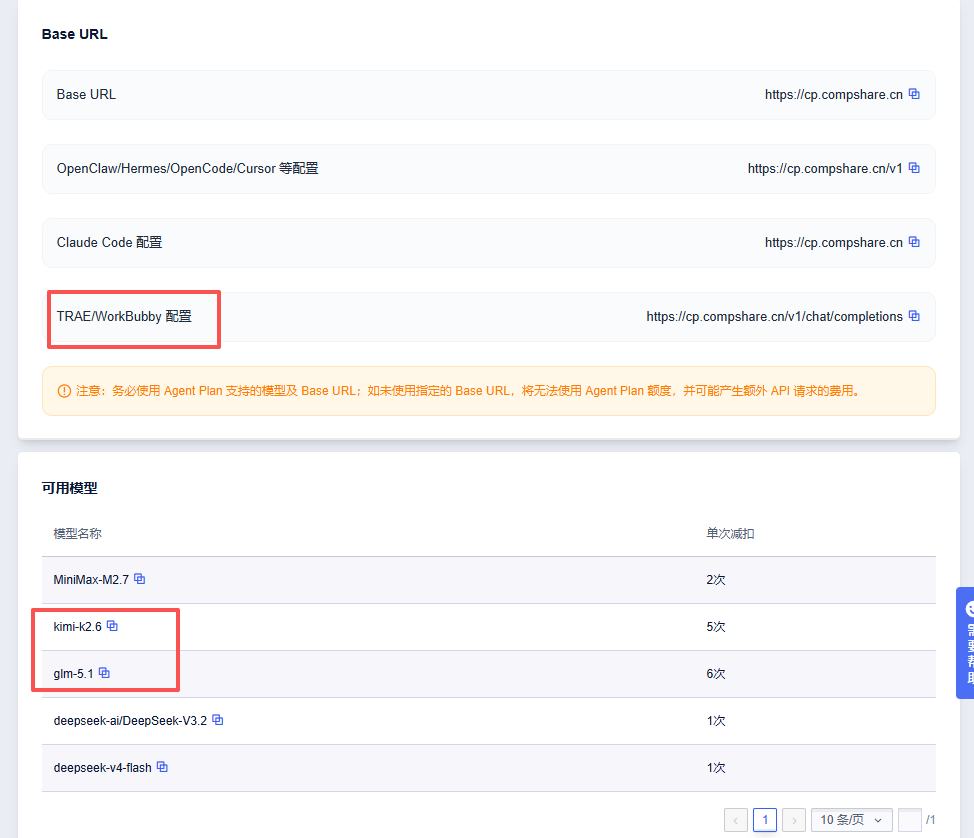 Base URL
Base URL https://cp.compshare.cn
OpenClaw/Hermes/OpenCode/Cursor 等配置 https://cp.compshare.cn/v1
Claude Code 配置 https://cp.compshare.cn
TRAE/WorkBubby 配置 https://cp.compshare.cn/v1/chat/completions
注意：务必使用 Agent Plan 支持的模型及 Base URL；如未使用指定的 Base URL，将无法使用 Agent Plan 额度，并可能产生额外 API 请求的费用。
可用模型
模型名称 单次减扣
MiniMax-M2.7 2次
kimi-k2.6 5次
glm-5.1 6次
deepseek-ai/DeepSeek-V3.2 1次
deepseek-v4-flash 1次
需要帮助
1 10 条/页 /1